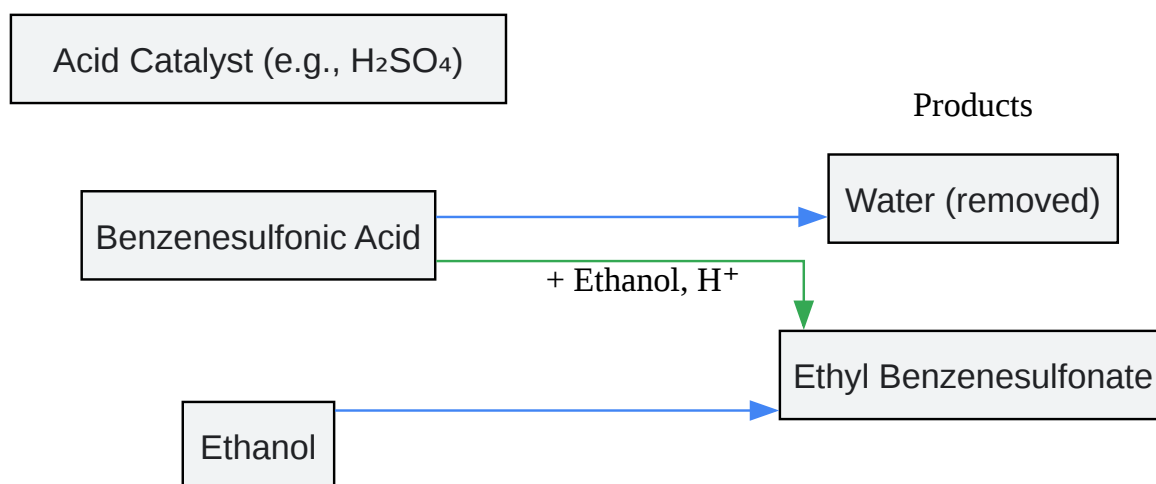 Acid Catalyst (e.g., H₂SO₄)
Products
Water (removed)
Benzenesulfonic Acid
+ Ethanol, H⁺
Ethyl Benzenesulfonate
Ethanol